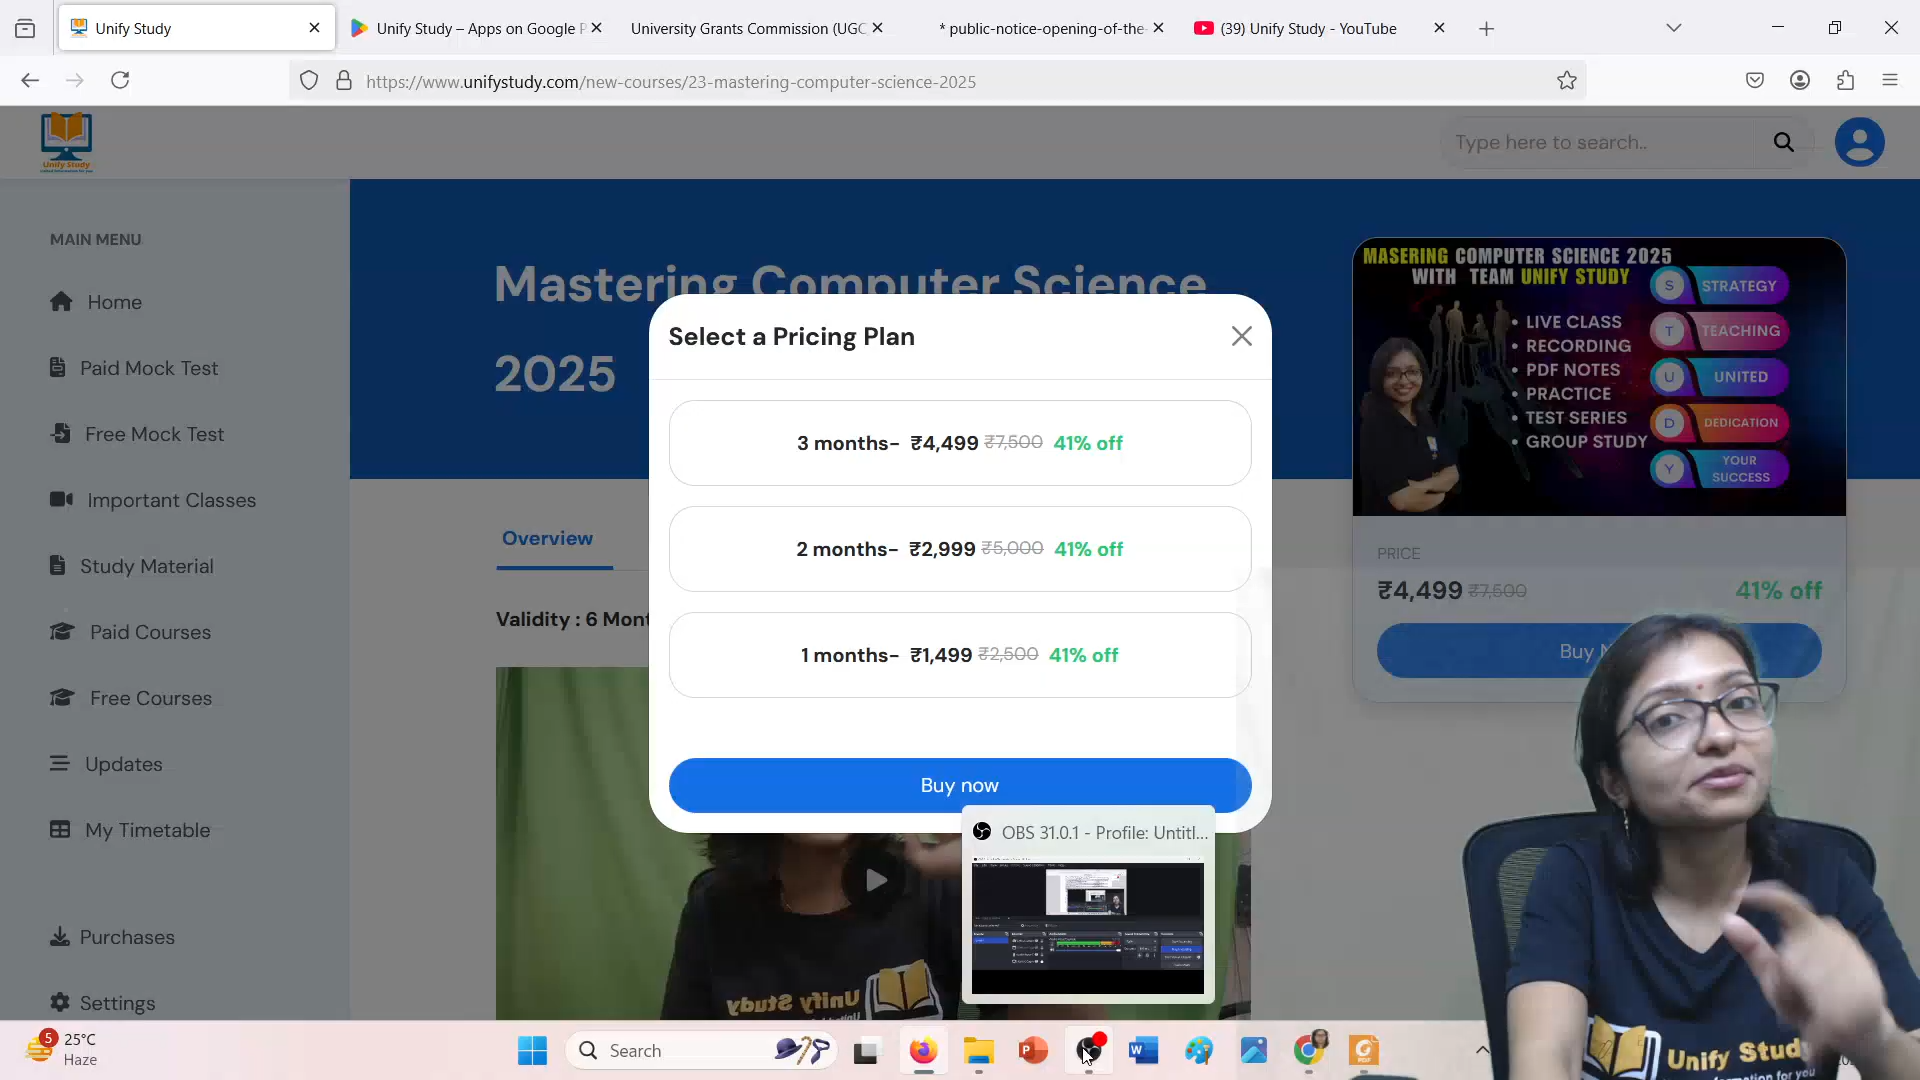 Unify Study
Unify Study – Apps on Google P
University Grants Commission (UGC
* public-notice-opening-of-the-
(39) Unify Study - YouTube
https://www.unifystudy.com/new-courses/23-mastering-computer-science-2025
Unify Study
Type here to search..
MAIN MENU
Home
Paid Mock Test
Free Mock Test
Important Classes
Study Material
Paid Courses
Free Courses
Updates
My Timetable
Purchases
Settings
Mastering Computer Science
2025
Overview
Validity : 6 Mont
Select a Pricing Plan
3 months- ₹4,499 ₹7,500 41% off
2 months- ₹2,999 ₹5,000 41% off
1 months- ₹1,499 ₹2,500 41% off
Buy now
MASERING COMPUTER SCIENCE 2025
WITH TEAM UNIFY STUDY
• LIVE CLASS
• RECORDING
• PDF NOTES
• PRACTICE
• TEST SERIES
• GROUP STUDY
S STRATEGY
T TEACHING
U UNITED
D DEDICATION
Y YOUR SUCCESS
PRICE
₹4,499 ₹7,500 41% off
Buy N
OBS 31.0.1 - Profile: Untitl...
Unify Study
Unify Study
5
25°C
Haze
Search